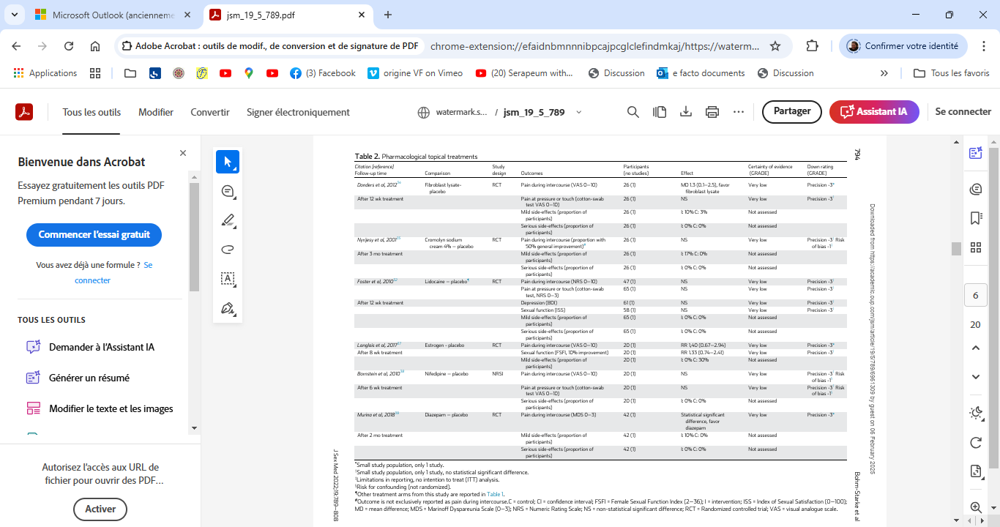 Microsoft Outlook (ancienneme
jsm_19_5_789.pdf
Adobe Acrobat : outils de modif., de conversion et de signature de PDF
chrome-extension://efaidnbmnnnibpcajpcglclefindmkaj/https://waterm...
Confirmer votre identité
Applications
(3) Facebook
origine VF on Vimeo
(20) Serapeum with...
Discussion
e facto documents
Discussion
Tous les favoris
Tous les outils
Modifier
Convertir
Signer électroniquement
watermark.s... / jsm_19_5_789
Partager
Assistant IA
Se connecter
Bienvenue dans Acrobat
Essayez gratuitement les outils PDF
Premium pendant 7 jours.
Commencer l'essai gratuit
Vous avez déjà une formule ? Se
connecter
TOUS LES OUTILS
Demander à l'Assistant IA
Générer un résumé
Modifier le texte et les images
Autorisez l'accès aux URL de
fichier pour ouvrir des PDF...
Activer
Table 2. Pharmacological topical treatments
Citation [reference]
Follow-up time Comparison Study design Outcomes Participants (no studies) Effect Certainty of evidence (GRADE) Down rating (GRADE)
Donders et al, 2012 Fibroblast lysate- placebo RCT Pain during intercourse (VAS 0–10) 26 (1) MD 1.3 (0.1–2.5), favor fibroblast lysate Very low Precision -3*
After 12 wk treatment Pain at pressure or touch (cotton-swab test VAS 0–10) 26 (1) NS Very low Precision -3†
Mild side-effects (proportion of participants) 26 (1) I: 10% C: 3% Not assessed
Serious side-effects (proportion of participants) 26 (1) I: 0% C: 0% Not assessed
Nyrijesy et al, 2001 Cromolyn sodium cream 4% – placebo RCT Pain during intercourse (proportion with 50% general improvement)# 26 (1) NS Very low Precision -3† Risk of bias -1‡
After 3 mo treatment Mild side-effects (proportion of participants) 26 (1) I: 17% C: 0% Not assessed
Serious side-effects (proportion of participants) 26 (1) I: 0% C: 0% Not assessed
Foster et al, 2010 Lidocaine – placebo¶ RCT Pain during intercourse (NRS 0–10) 47 (1) NS Very low Precision -3†
Pain at pressure or touch (cotton-swab test, NRS 0–3) 65 (1) NS Very low Precision -3†
After 12 wk treatment Depression (BDI) 61 (1) NS Very low Precision -3†
Sexual function (ISS) 58 (1) NS Very low Precision -3†
Mild side-effects (proportion of participants) 65 (1) I: 0% C: 0% Not assessed
Serious side-effects (proportion of participants) 65 (1) I: 0% C: 0% Not assessed
Langlais et al, 2017 Estrogen - placebo RCT Pain during intercourse (VAS 0–10) 20 (1) RR 1,40 (0.67–2.94) Very low Precision -3*
After 8 wk treatment Sexual function (FSFI, 10% improvement) 20 (1) RR 1.33 (0.74–2.41) Very low Precision -3†
Mild side-effects (proportion of participants) 20 (1) I: 0 C: 30% Not assessed
Bornstein et al, 2010 Nifedipine – placebo NRSI Pain during intercourse (VAS 0–10) 20 (1) NS Very low Precision -3† Risk of bias -1§
After 6 wk treatment Pain at pressure or touch (cotton-swab test VAS 0–10) 20 (1) NS Very low Precision -3† Risk of bias -1§
Serious side-effects (proportion of participants) 20 (1) I: 0% C: 0% Not assessed
Murina et al, 2018 Diazepam – placebo RCT Pain during intercourse (MDS 0–3) 42 (1) Statistical significant difference, favor diazepam Very low Precision -3*
After 2 mo treatment Mild side-effects (proportion of participants) 42 (1) I: 10% C: 0% Not assessed
Serious side-effects (proportion of participants) 42 (1) I: 0% C: 0% Not assessed
*Small study population, only 1 study.
†Small study population, only 1 study, no statistical significant difference.
‡Limitations in reporting, no intention to treat (ITT) analysis.
§Risk for confounding (not randomized).
¶Other treatment arms from this study are reported in Table 1.
#Outcome is not exclusively reported as pain during intercourse.C = control; CI = confidence interval; FSFI = Female Sexual Function Index (2–36); I = intervention; ISS = Index of Sexual Satisfaction (0–100);
MD = mean difference; MDS = Marinoff Dyspareunia Scale (0–3); NRS = Numeric Rating Scale; NS = non-statistical significant difference; RCT = Randomized controlled trial; VAS = visual analogue scale.
794
Downloaded from https://academic.oup.com/jsm/article/19/5/789/6961309 by guest on 06 February 2025
J Sex Med 2022;19:789–808
Bohm-Starke et al
6
20